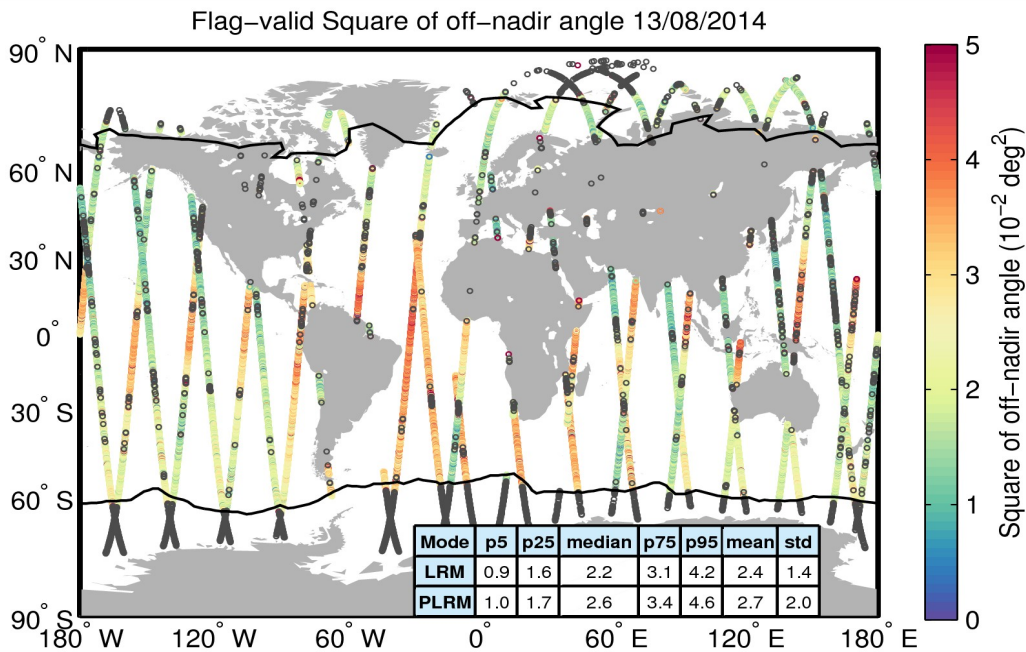 Flag−valid Square of off−nadir angle 13/08/2014
90° N
60° N
30° N
0°
30° S
60° S
90° S
180° W
120° W
60° W
0°
60° E
120° E
180° E
Mode p5 p25 median p75 p95 mean std
LRM 0.9 1.6 2.2 3.1 4.2 2.4 1.4
PLRM 1.0 1.7 2.6 3.4 4.6 2.7 2.0
5
4
3
2
1
0
Square of off−nadir angle (10⁻² deg²)